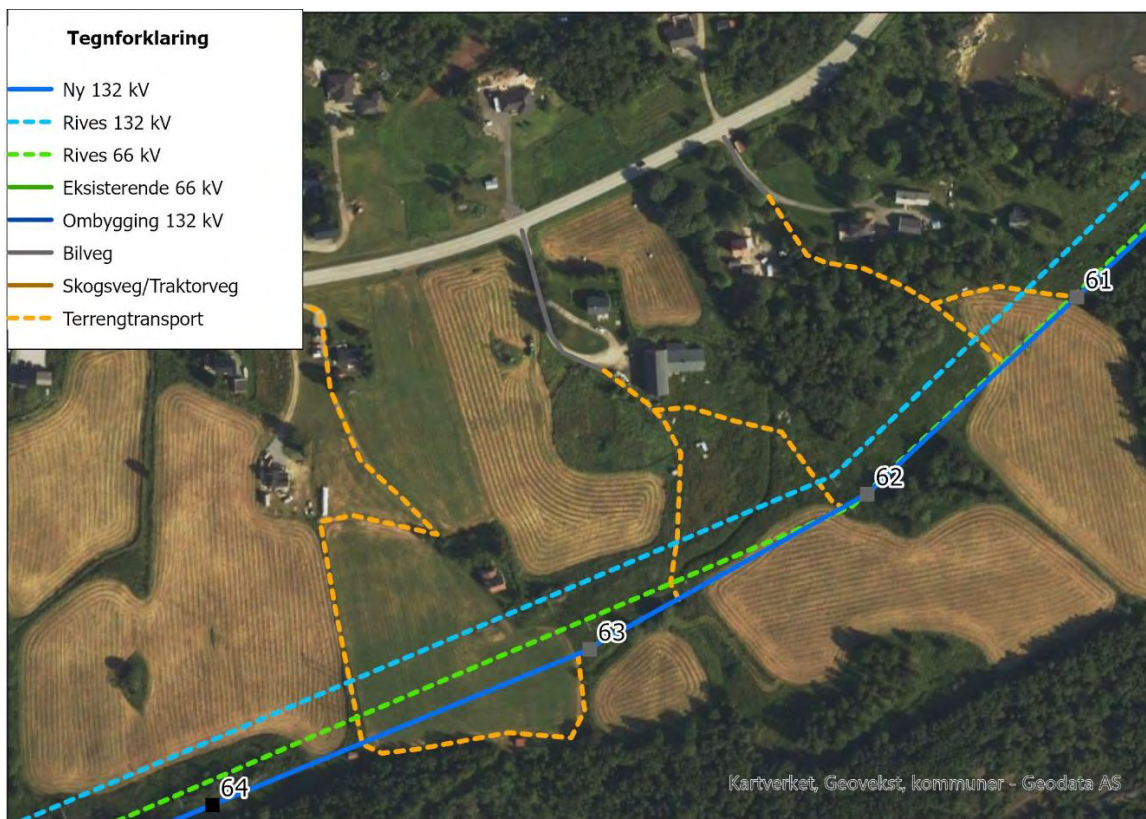 Tegnforklaring
Ny 132 kV
Rives 132 kV
Rives 66 kV
Eksisterende 66 kV
Ombygging 132 kV
Bilveg
Skogsveg/Traktorveg
Terrengtransport
61
62
63
64
Kartverket, Geovekst, kommuner - Geodata AS